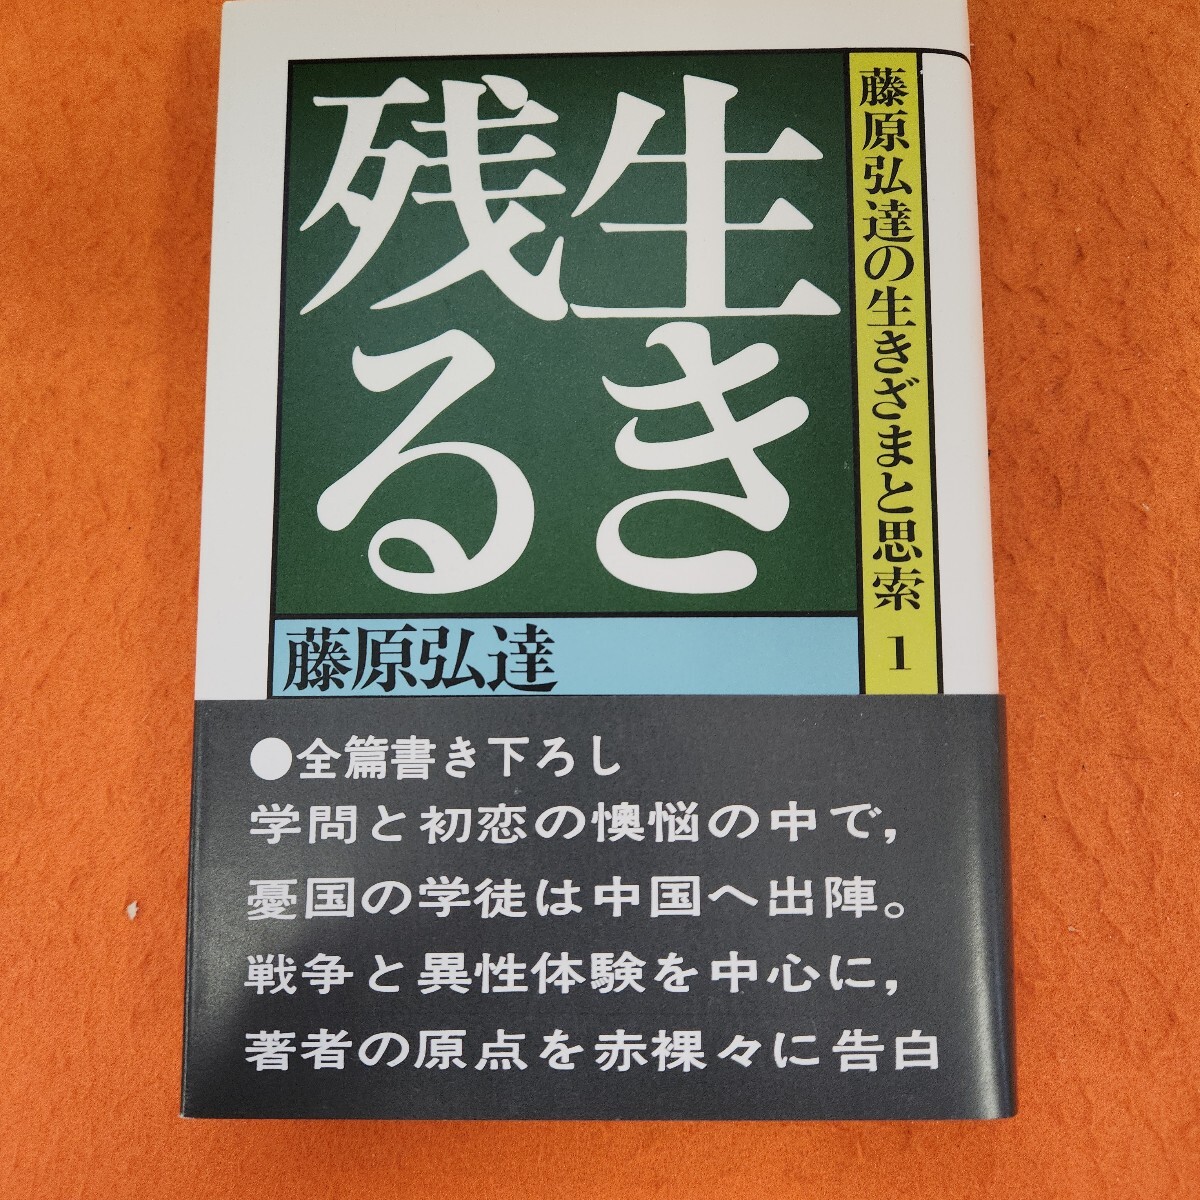 藤原弘達の生きざまと思索 1
生き
残る
藤原弘達
●全篇書き下ろし
学問と初恋の懊悩の中で,
憂国の学徒は中国へ出陣。
戦争と異性体験を中心に,
著者の原点を赤裸々に告白